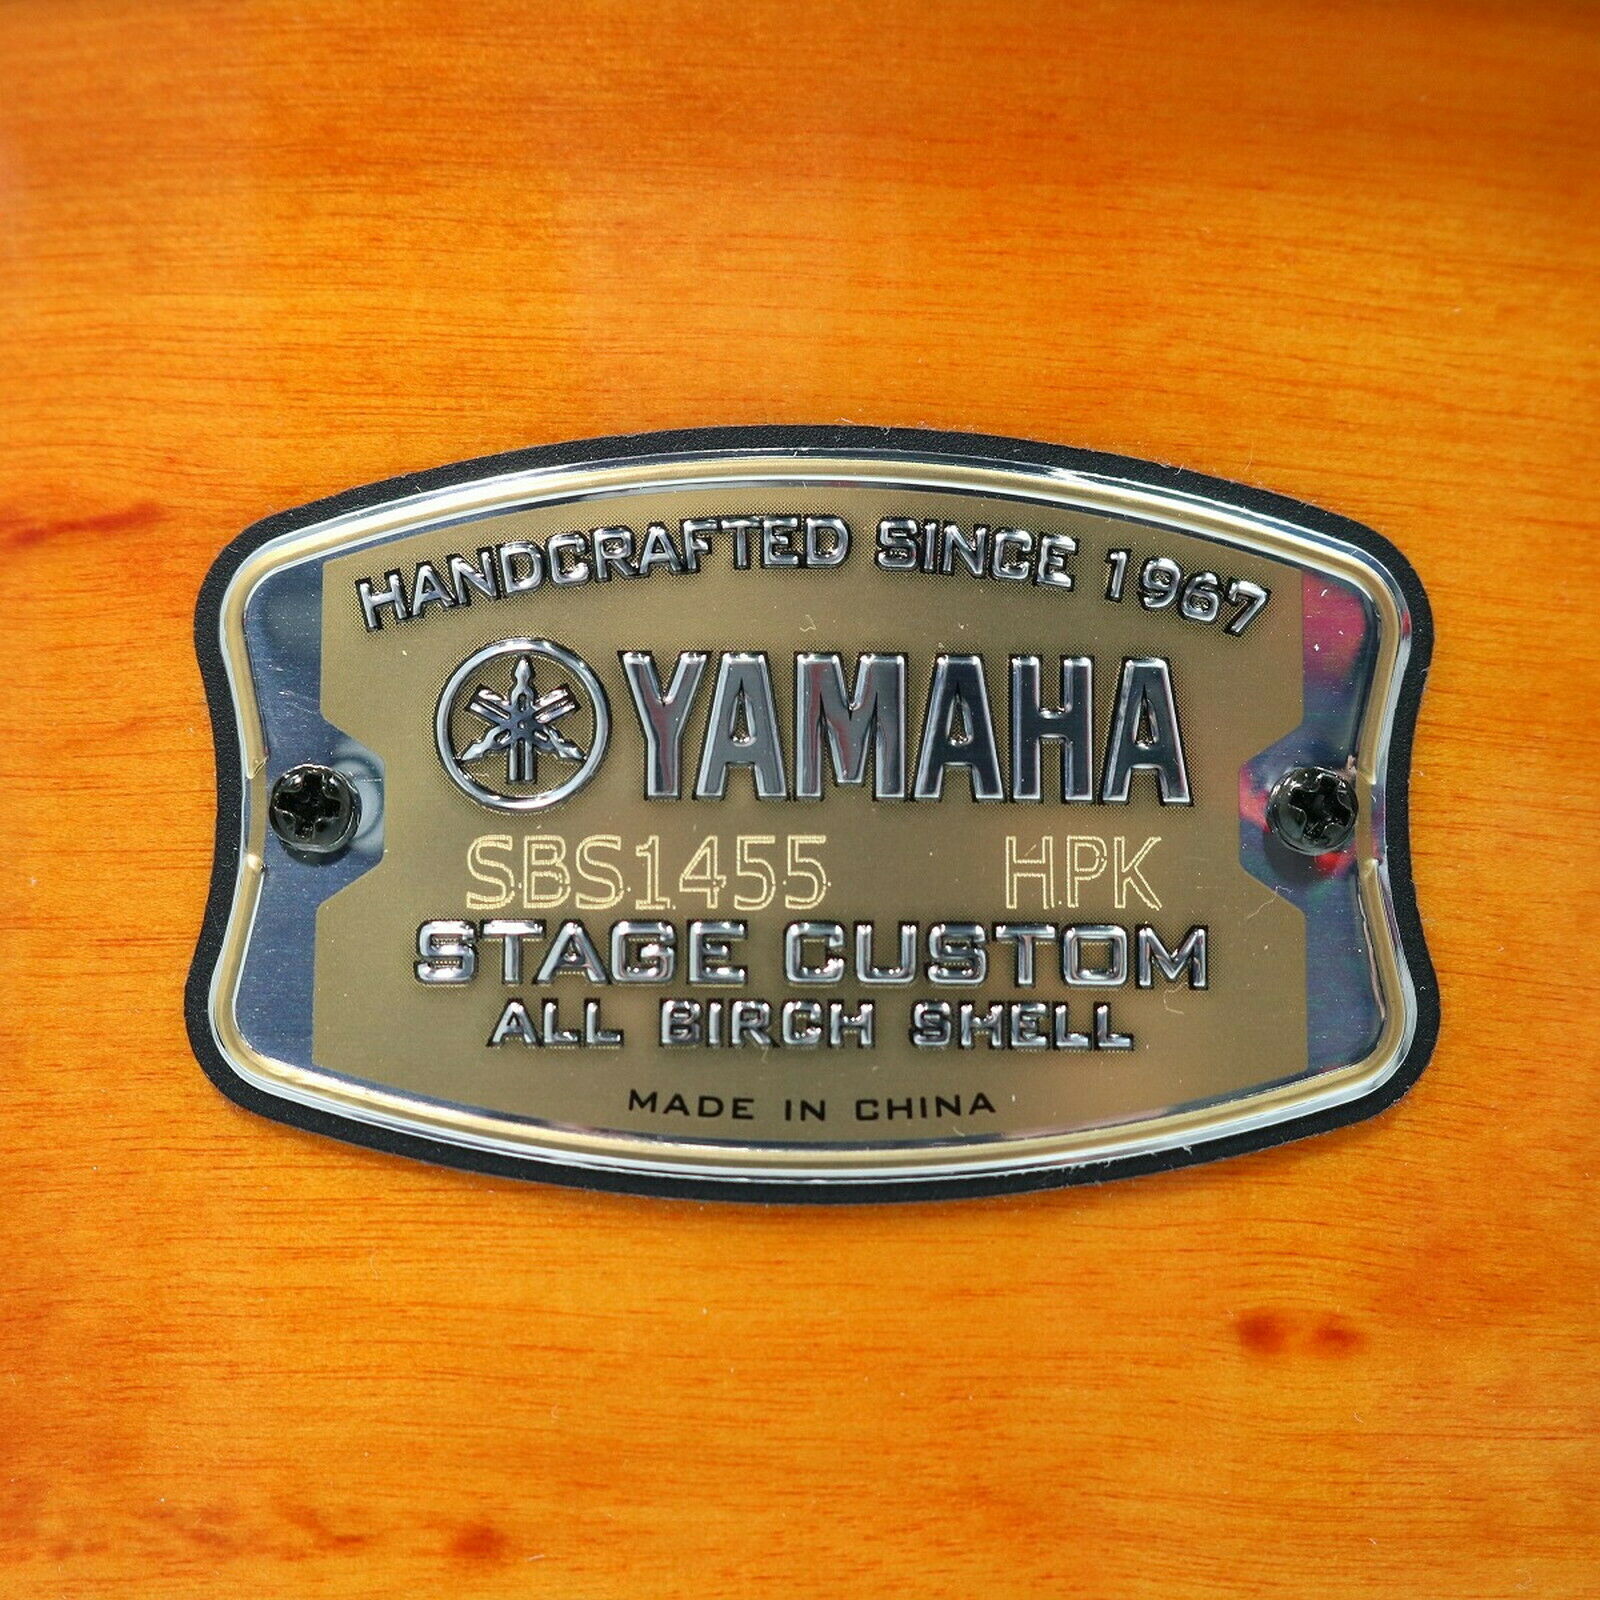 HANDCRAFTED SINCE 1967
YAMAHA
SBS1455 HPK
STAGE CUSTOM
ALL BIRCH SHELL
MADE IN CHINA